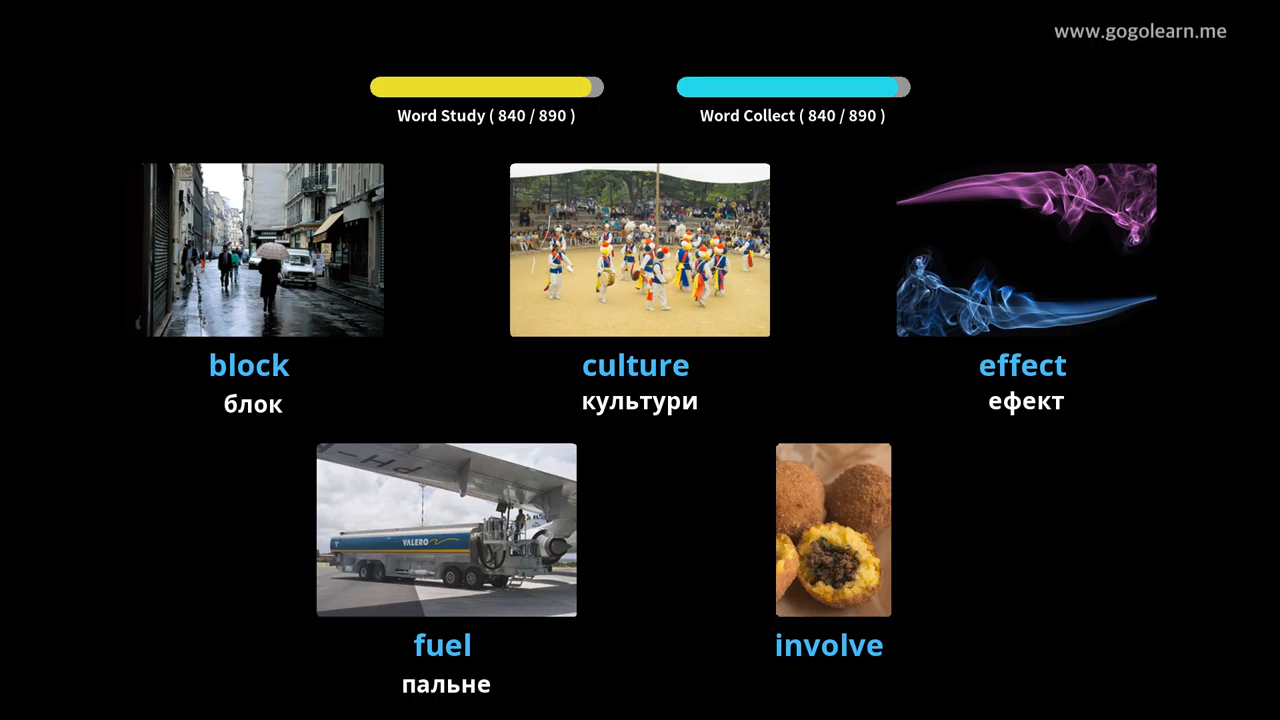 www.gogolearn.me
Word Study ( 840 / 890 )
Word Collect ( 840 / 890 )
block
блок
culture
культури
effect
ефект
PH-
VALERO
fuel
пальне
involve